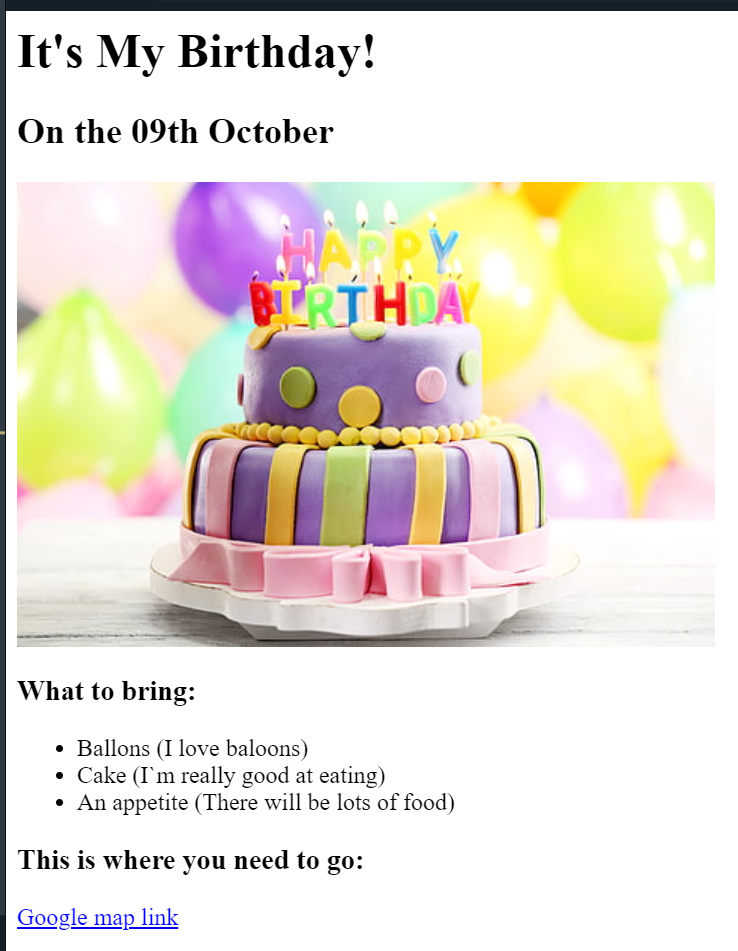 It's My Birthday!
On the 09th October
HAPPY
BIRTHDAY
What to bring:
Ballons (I love baloons)
Cake (I`m really good at eating)
An appetite (There will be lots of food)
This is where you need to go:
Google map link